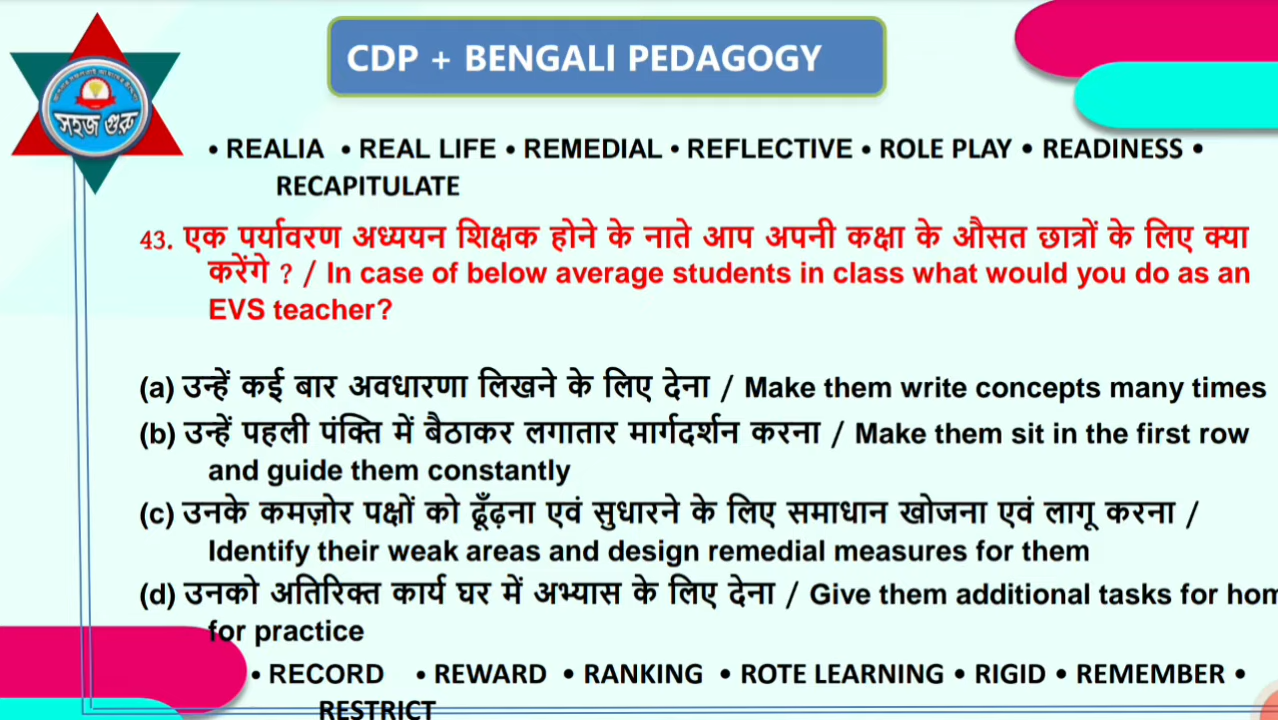 CDP + BENGALI PEDAGOGY
সহজ গুরু
• REALIA • REAL LIFE • REMEDIAL • REFLECTIVE • ROLE PLAY • READINESS •
RECAPITULATE
43. एक पर्यावरण अध्ययन शिक्षक होने के नाते आप अपनी कक्षा के औसत छात्रों के लिए क्या
करेंगे ? / In case of below average students in class what would you do as an
EVS teacher?
(a) उन्हें कई बार अवधारणा लिखने के लिए देना / Make them write concepts many times
(b) उन्हें पहली पंक्ति में बैठाकर लगातार मार्गदर्शन करना / Make them sit in the first row
and guide them constantly
(c) उनके कमज़ोर पक्षों को ढूँढ़ना एवं सुधारने के लिए समाधान खोजना एवं लागू करना /
Identify their weak areas and design remedial measures for them
(d) उनको अतिरिक्त कार्य घर में अभ्यास के लिए देना / Give them additional tasks for hom
for practice
• RECORD • REWARD • RANKING • ROTE LEARNING • RIGID • REMEMBER •
RESTRICT